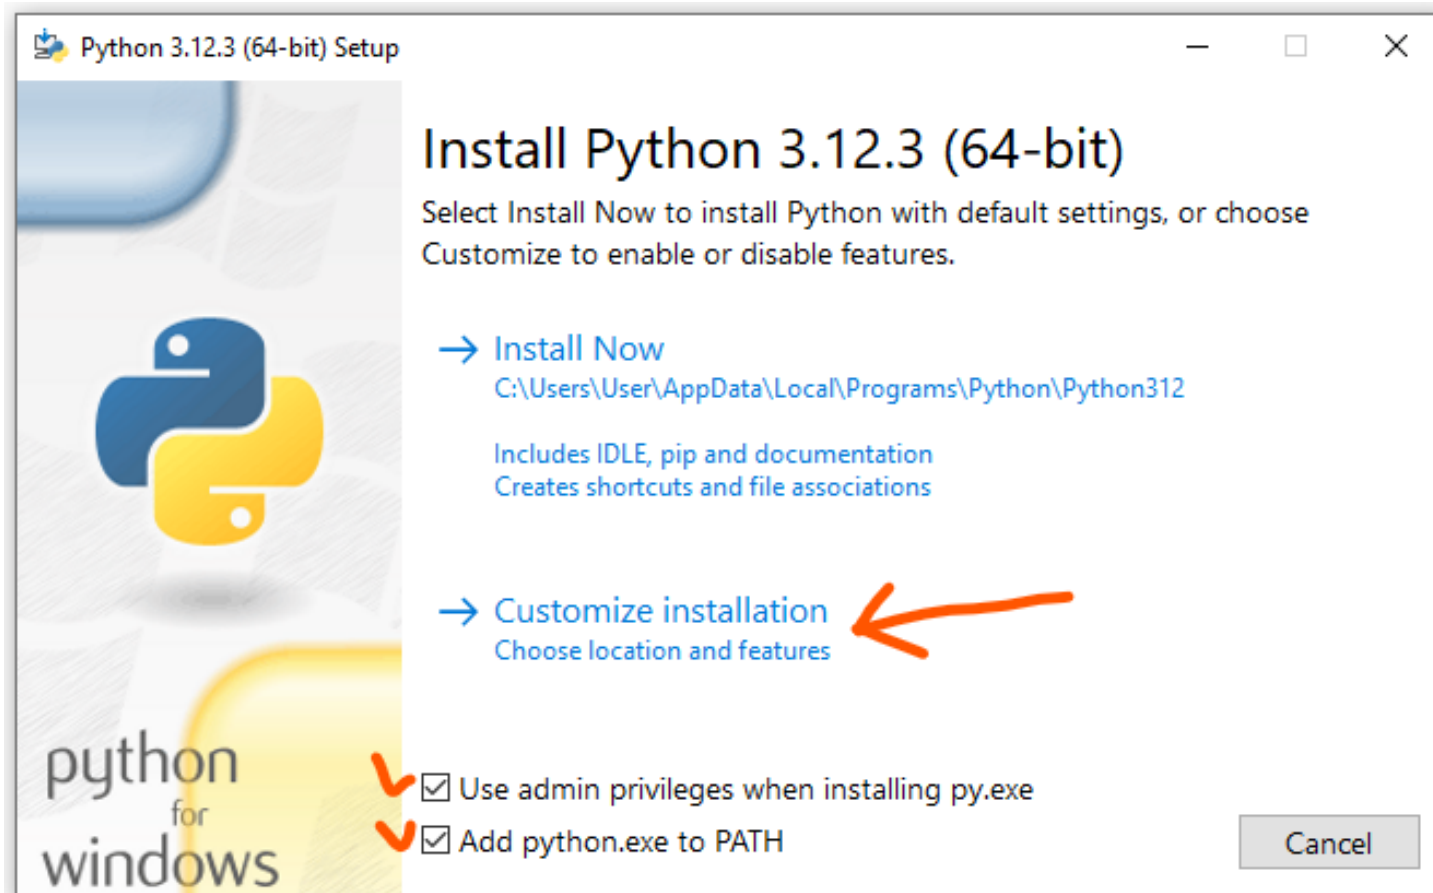 Python 3.12.3 (64-bit) Setup
Install Python 3.12.3 (64-bit)
Select Install Now to install Python with default settings, or choose
Customize to enable or disable features.
Install Now
C:\Users\User\AppData\Local\Programs\Python\Python312
Includes IDLE, pip and documentation
Creates shortcuts and file associations
Customize installation
Choose location and features
python
for
windows
Use admin privileges when installing py.exe
Add python.exe to PATH
Cancel